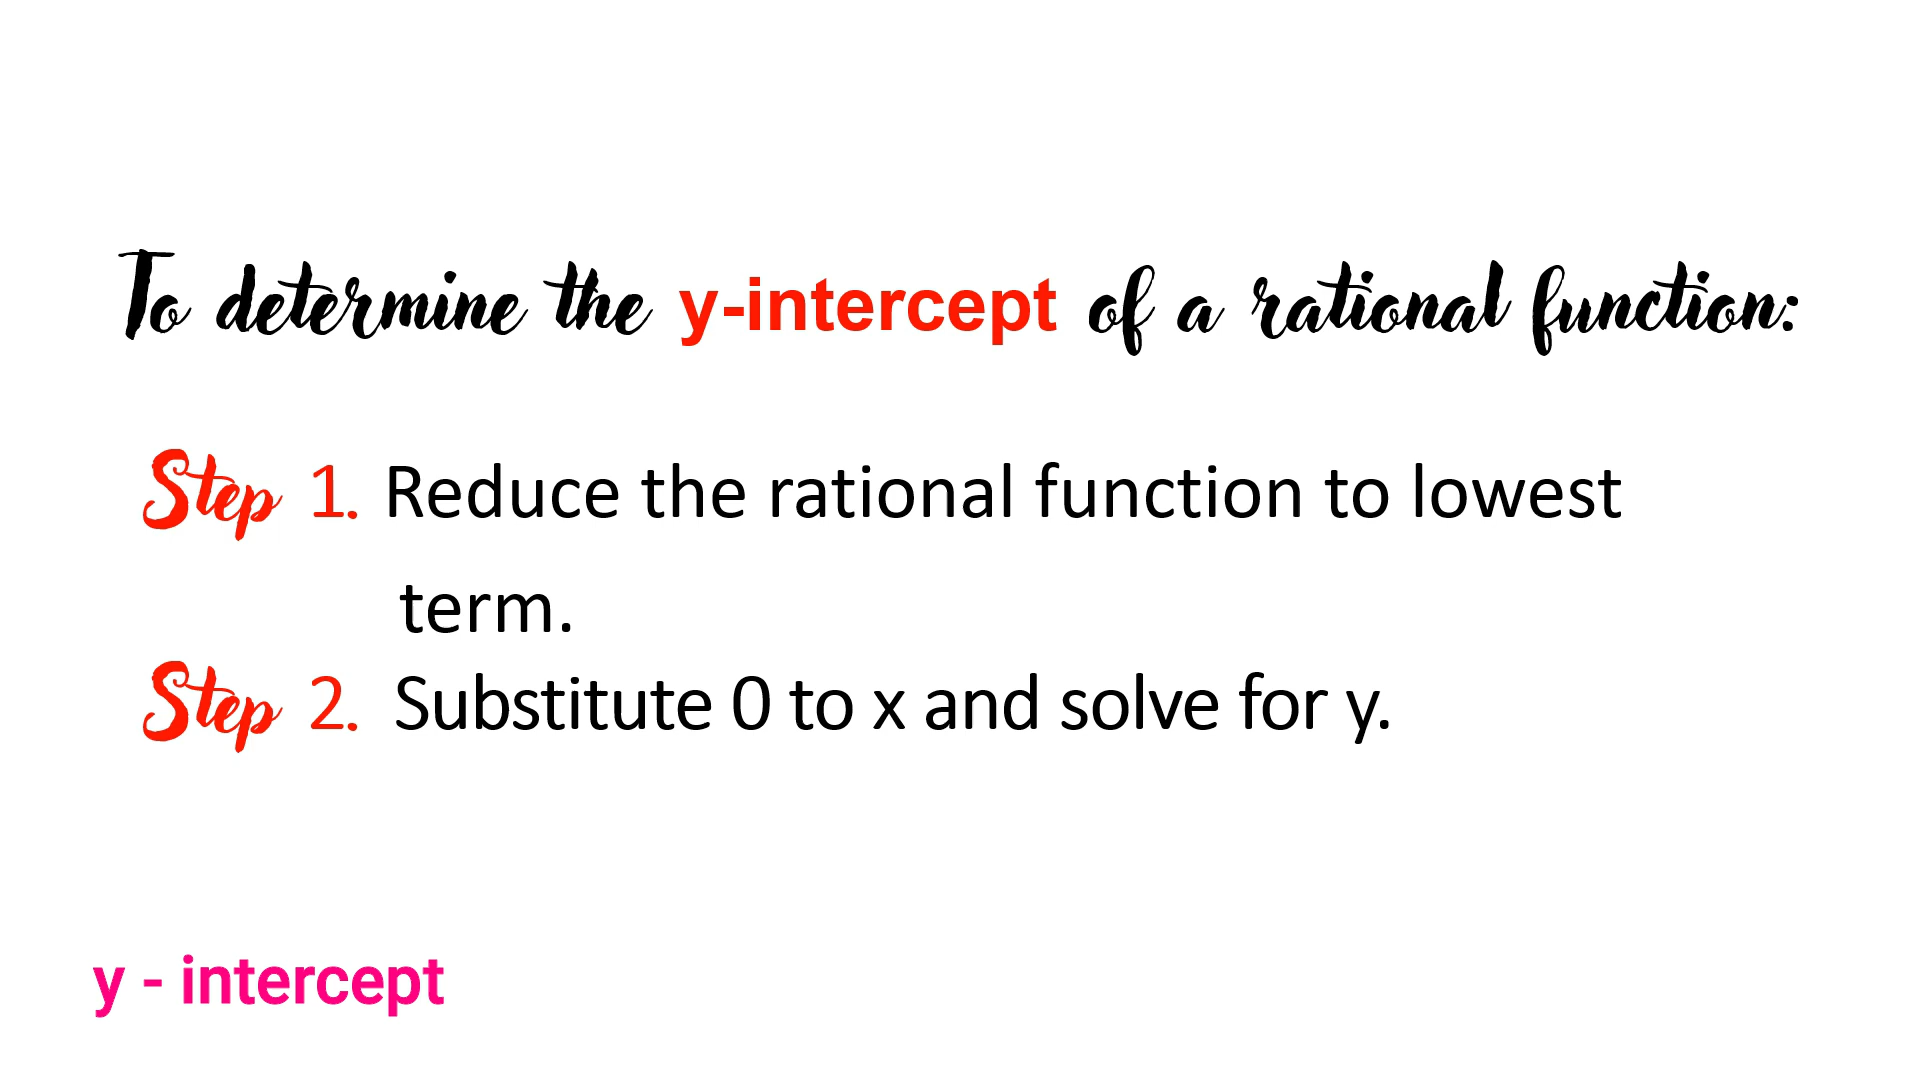 To determine the y-intercept of a rational function:
Step 1. Reduce the rational function to lowest
term.
Step 2. Substitute 0 to x and solve for y.
y - intercept